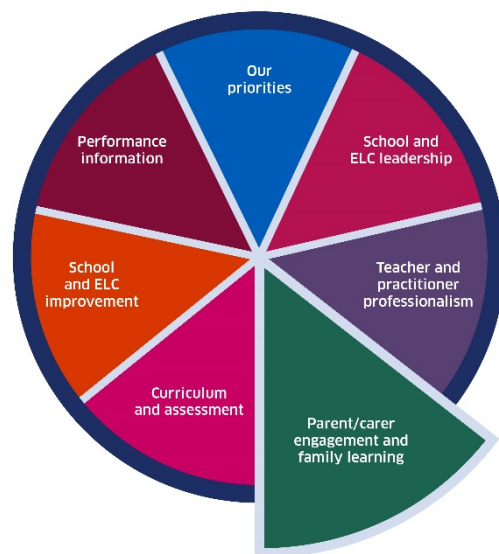 Our
priorities
School and
ELC leadership
Teacher and
practitioner
professionalism
Parent/carer
engagement and
family learning
Curriculum
and assessment
School
and ELC
improvement
Performance
information